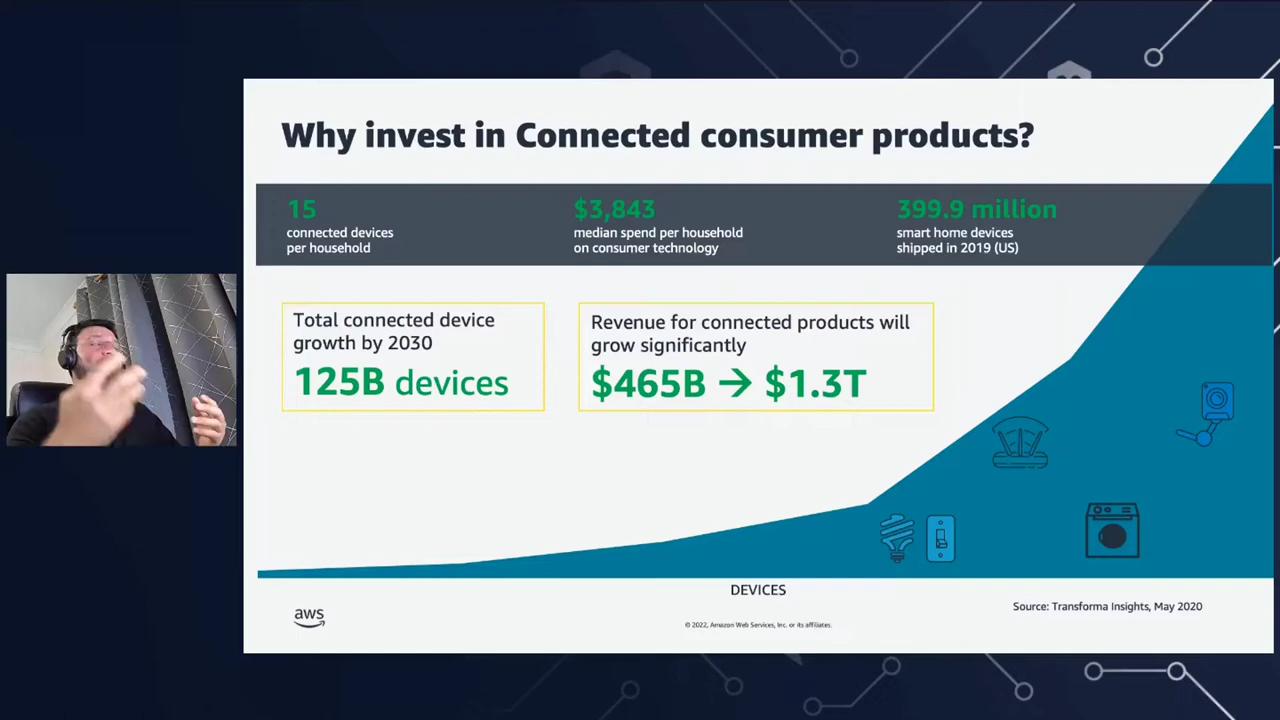 Why invest in Connected consumer products?
15
connected devices
per household
$3,843
median spend per household
on consumer technology
399.9 million
smart home devices
shipped in 2019 (US)
Total connected device
growth by 2030
125B devices
Revenue for connected products will
grow significantly
$465B → $1.3T
DEVICES
Source: Transforma Insights, May 2020
aws
© 2022, Amazon Web Services, Inc. or its affiliates.